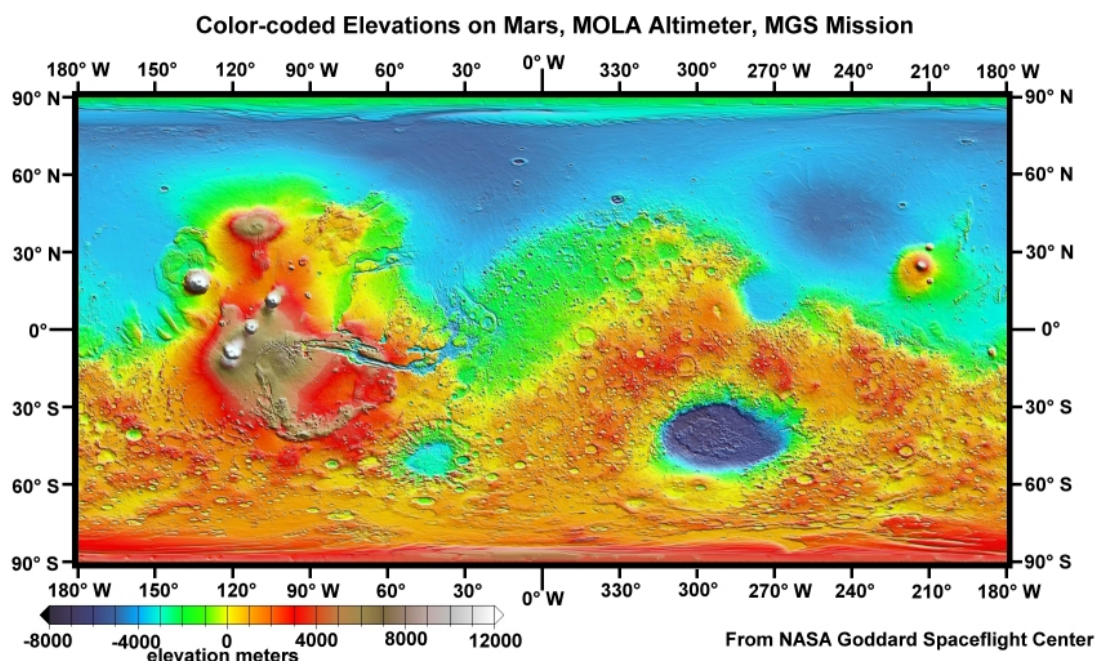 Color-coded Elevations on Mars, MOLA Altimeter, MGS Mission
180° W 150° 120° 90° W 60° 30° 0° W 330° 300° W 270° W 240° 210° 180° W
90° N 90° N
60° N 60° N
30° N 30° N
0° 0°
30° S 30° S
60° S 60° S
90° S 90° S
180° W 150° 120° W 90° W 60° W 30° 0° W 330° 300° W 270° W 240° W 210° W 180° W
-8000 -4000 0 4000 8000 12000
elevation meters
From NASA Goddard Spaceflight Center